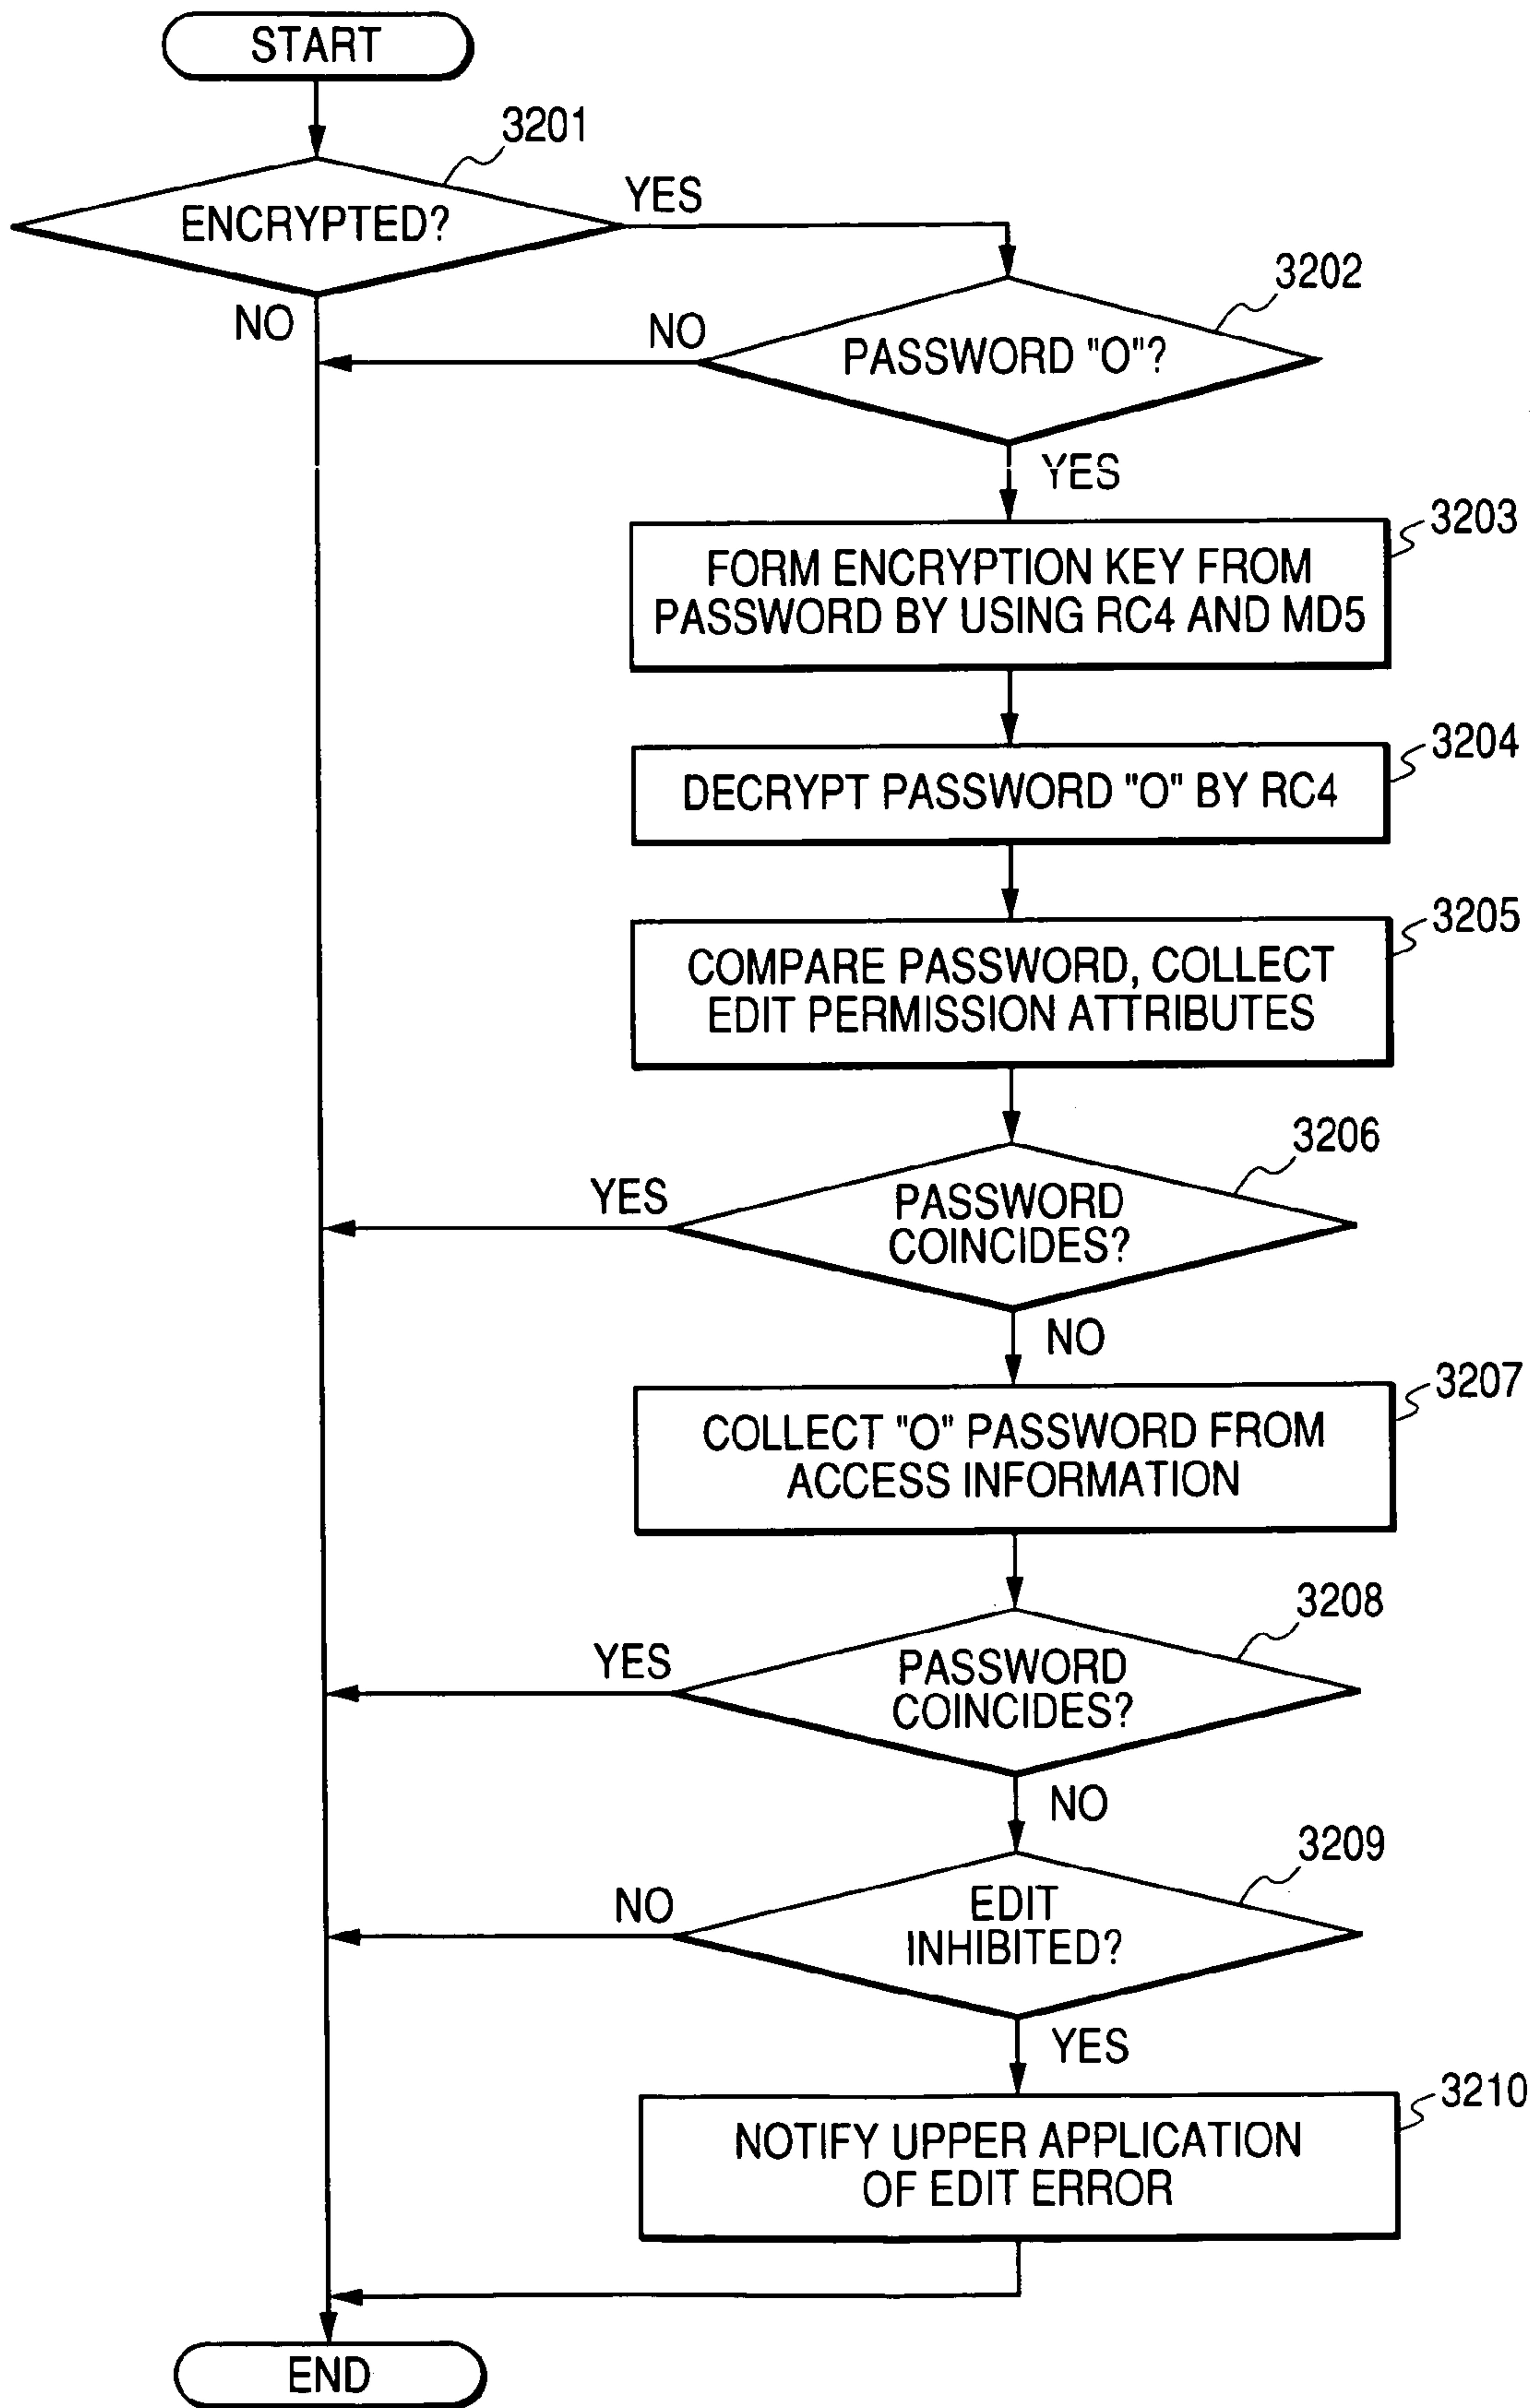 START
3201
ENCRYPTED?
YES
NO
3202
NO
PASSWORD "O"?
YES
3203
FORM ENCRYPTION KEY FROM
PASSWORD BY USING RC4 AND MD5
3204
DECRYPT PASSWORD "O" BY RC4
3205
COMPARE PASSWORD, COLLECT
EDIT PERMISSION ATTRIBUTES
3206
YES
PASSWORD
COINCIDES?
NO
3207
COLLECT "O" PASSWORD FROM
ACCESS INFORMATION
3208
YES
PASSWORD
COINCIDES?
NO
3209
NO
EDIT
INHIBITED?
YES
3210
NOTIFY UPPER APPLICATION
OF EDIT ERROR
END